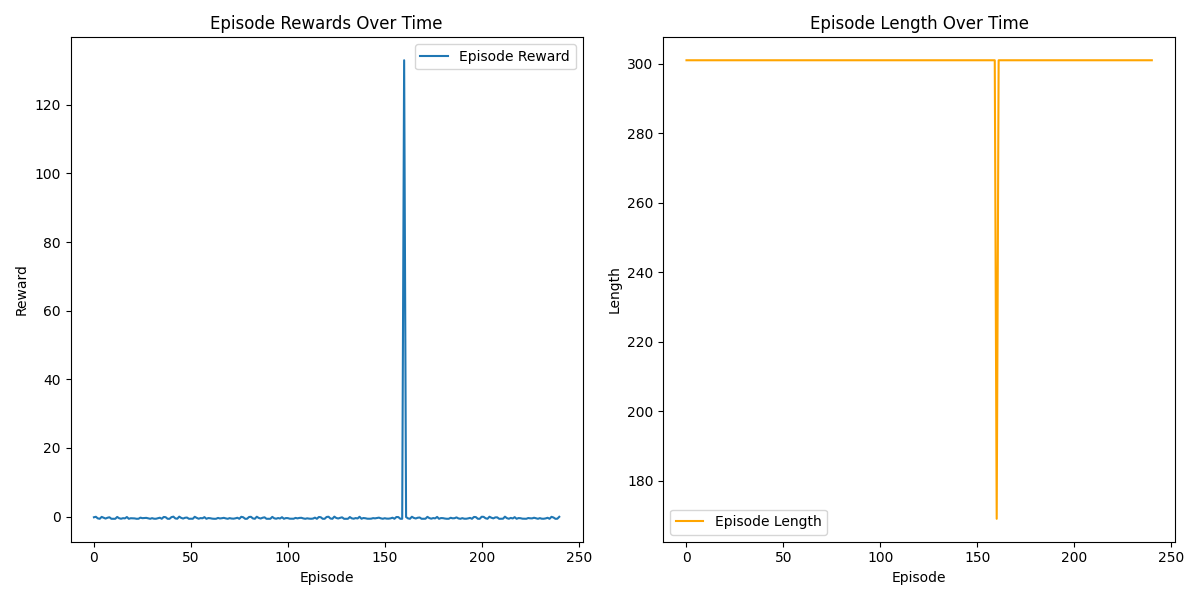 Episode Rewards Over Time
Episode Reward
120
100
80
60
40
20
0
Reward
0 50 100 150 200 250
Episode
Episode Length Over Time
300
280
260
240
220
200
180
Length
Episode Length
0 50 100 150 200 250
Episode